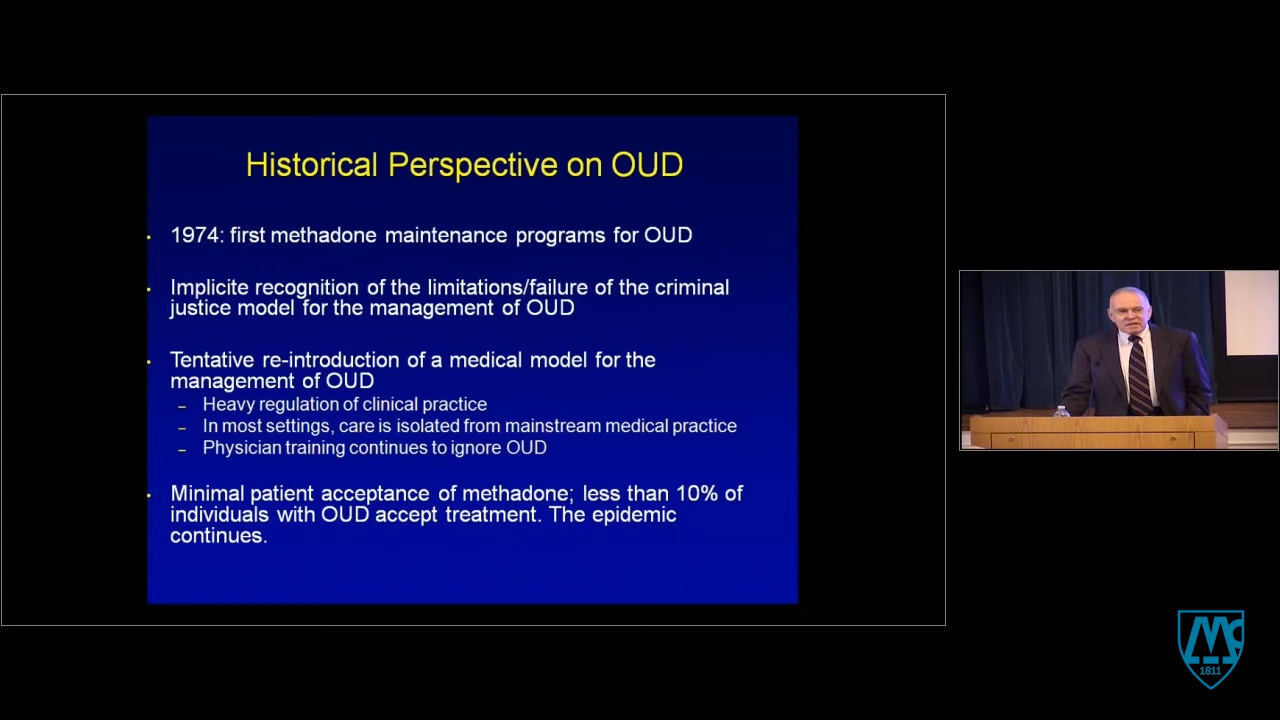 Historical Perspective on OUD
1974: first methadone maintenance programs for OUD
Implicite recognition of the limitations/failure of the criminal
justice model for the management of OUD
Tentative re-introduction of a medical model for the
management of OUD
– Heavy regulation of clinical practice
– In most settings, care is isolated from mainstream medical practice
– Physician training continues to ignore OUD
Minimal patient acceptance of methadone; less than 10% of
individuals with OUD accept treatment. The epidemic
continues.
Mc
1811